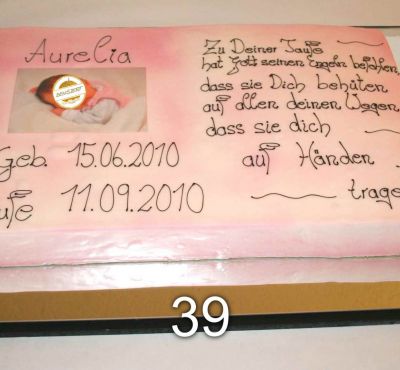 Aurelia
Geb. 15.06.2010
ufe 11.09.2010
Zu Deiner Taufe
hat Gott seinen Engeln befohlen,
dass sie Dich behüten
auf allen deinen Wegen
dass sie dich
auf Händen
trage
39